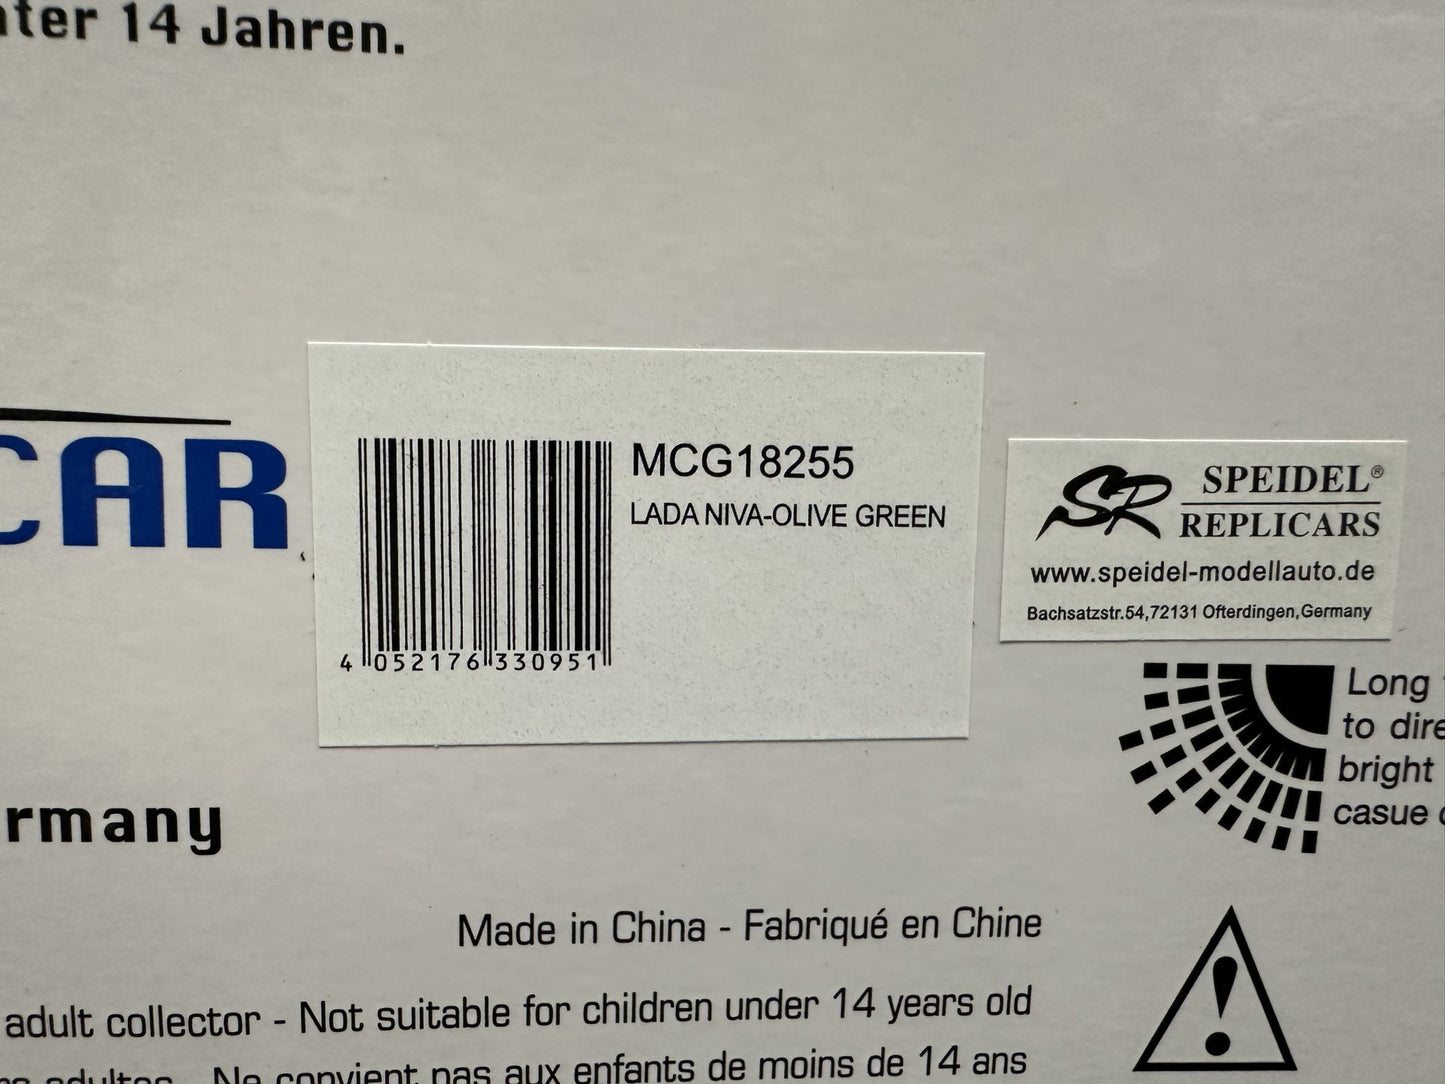 14 Jahren.
CAR
MCG18255
LADA NIVA-OLIVE GREEN
4 052176 330951
SR SPEIDEL®
REPLICARS
www.speidel-modellauto.de
Bachsatzstr.54,72131 Ofterdingen,Germany
Long
to dire
bright
casue
rmany
Made in China - Fabriqué en Chine
adult collector - Not suitable for children under 14 years old
Ne convient pas aux enfants de moins de 14 ans